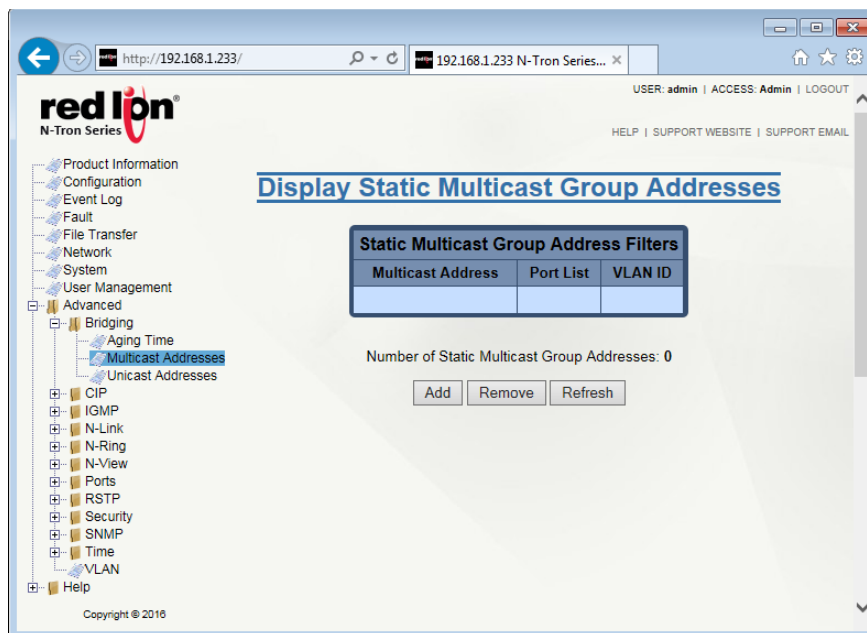 http://192.168.1.233/
192.168.1.233 N-Tron Series...
USER: admin | ACCESS: Admin | LOGOUT
red lion®
N-Tron Series
HELP | SUPPORT WEBSITE | SUPPORT EMAIL
Product Information
Configuration
Event Log
Fault
File Transfer
Network
System
User Management
Advanced
Bridging
Aging Time
Multicast Addresses
Unicast Addresses
CIP
IGMP
N-Link
N-Ring
N-View
Ports
RSTP
Security
SNMP
Time
VLAN
Help
Copyright © 2016
Display Static Multicast Group Addresses
Static Multicast Group Address Filters
Multicast Address Port List VLAN ID
Number of Static Multicast Group Addresses: 0
Add Remove Refresh